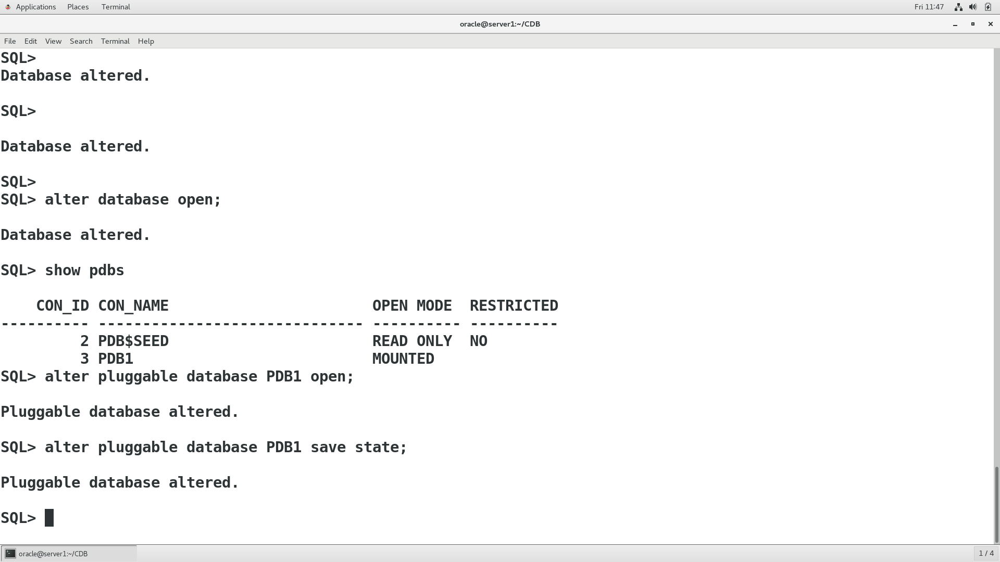 Applications Places Terminal Fri 11:47
oracle@server1:~/CDB
File Edit View Search Terminal Help
SQL>
Database altered.
SQL>
Database altered.
SQL>
SQL> alter database open;
Database altered.
SQL> show pdbs
    CON_ID CON_NAME                       OPEN MODE  RESTRICTED
---------- ------------------------------ ---------- ----------
         2 PDB$SEED                       READ ONLY  NO
         3 PDB1                           MOUNTED
SQL> alter pluggable database PDB1 open;
Pluggable database altered.
SQL> alter pluggable database PDB1 save state;
Pluggable database altered.
SQL>
oracle@server1:~/CDB 1 / 4